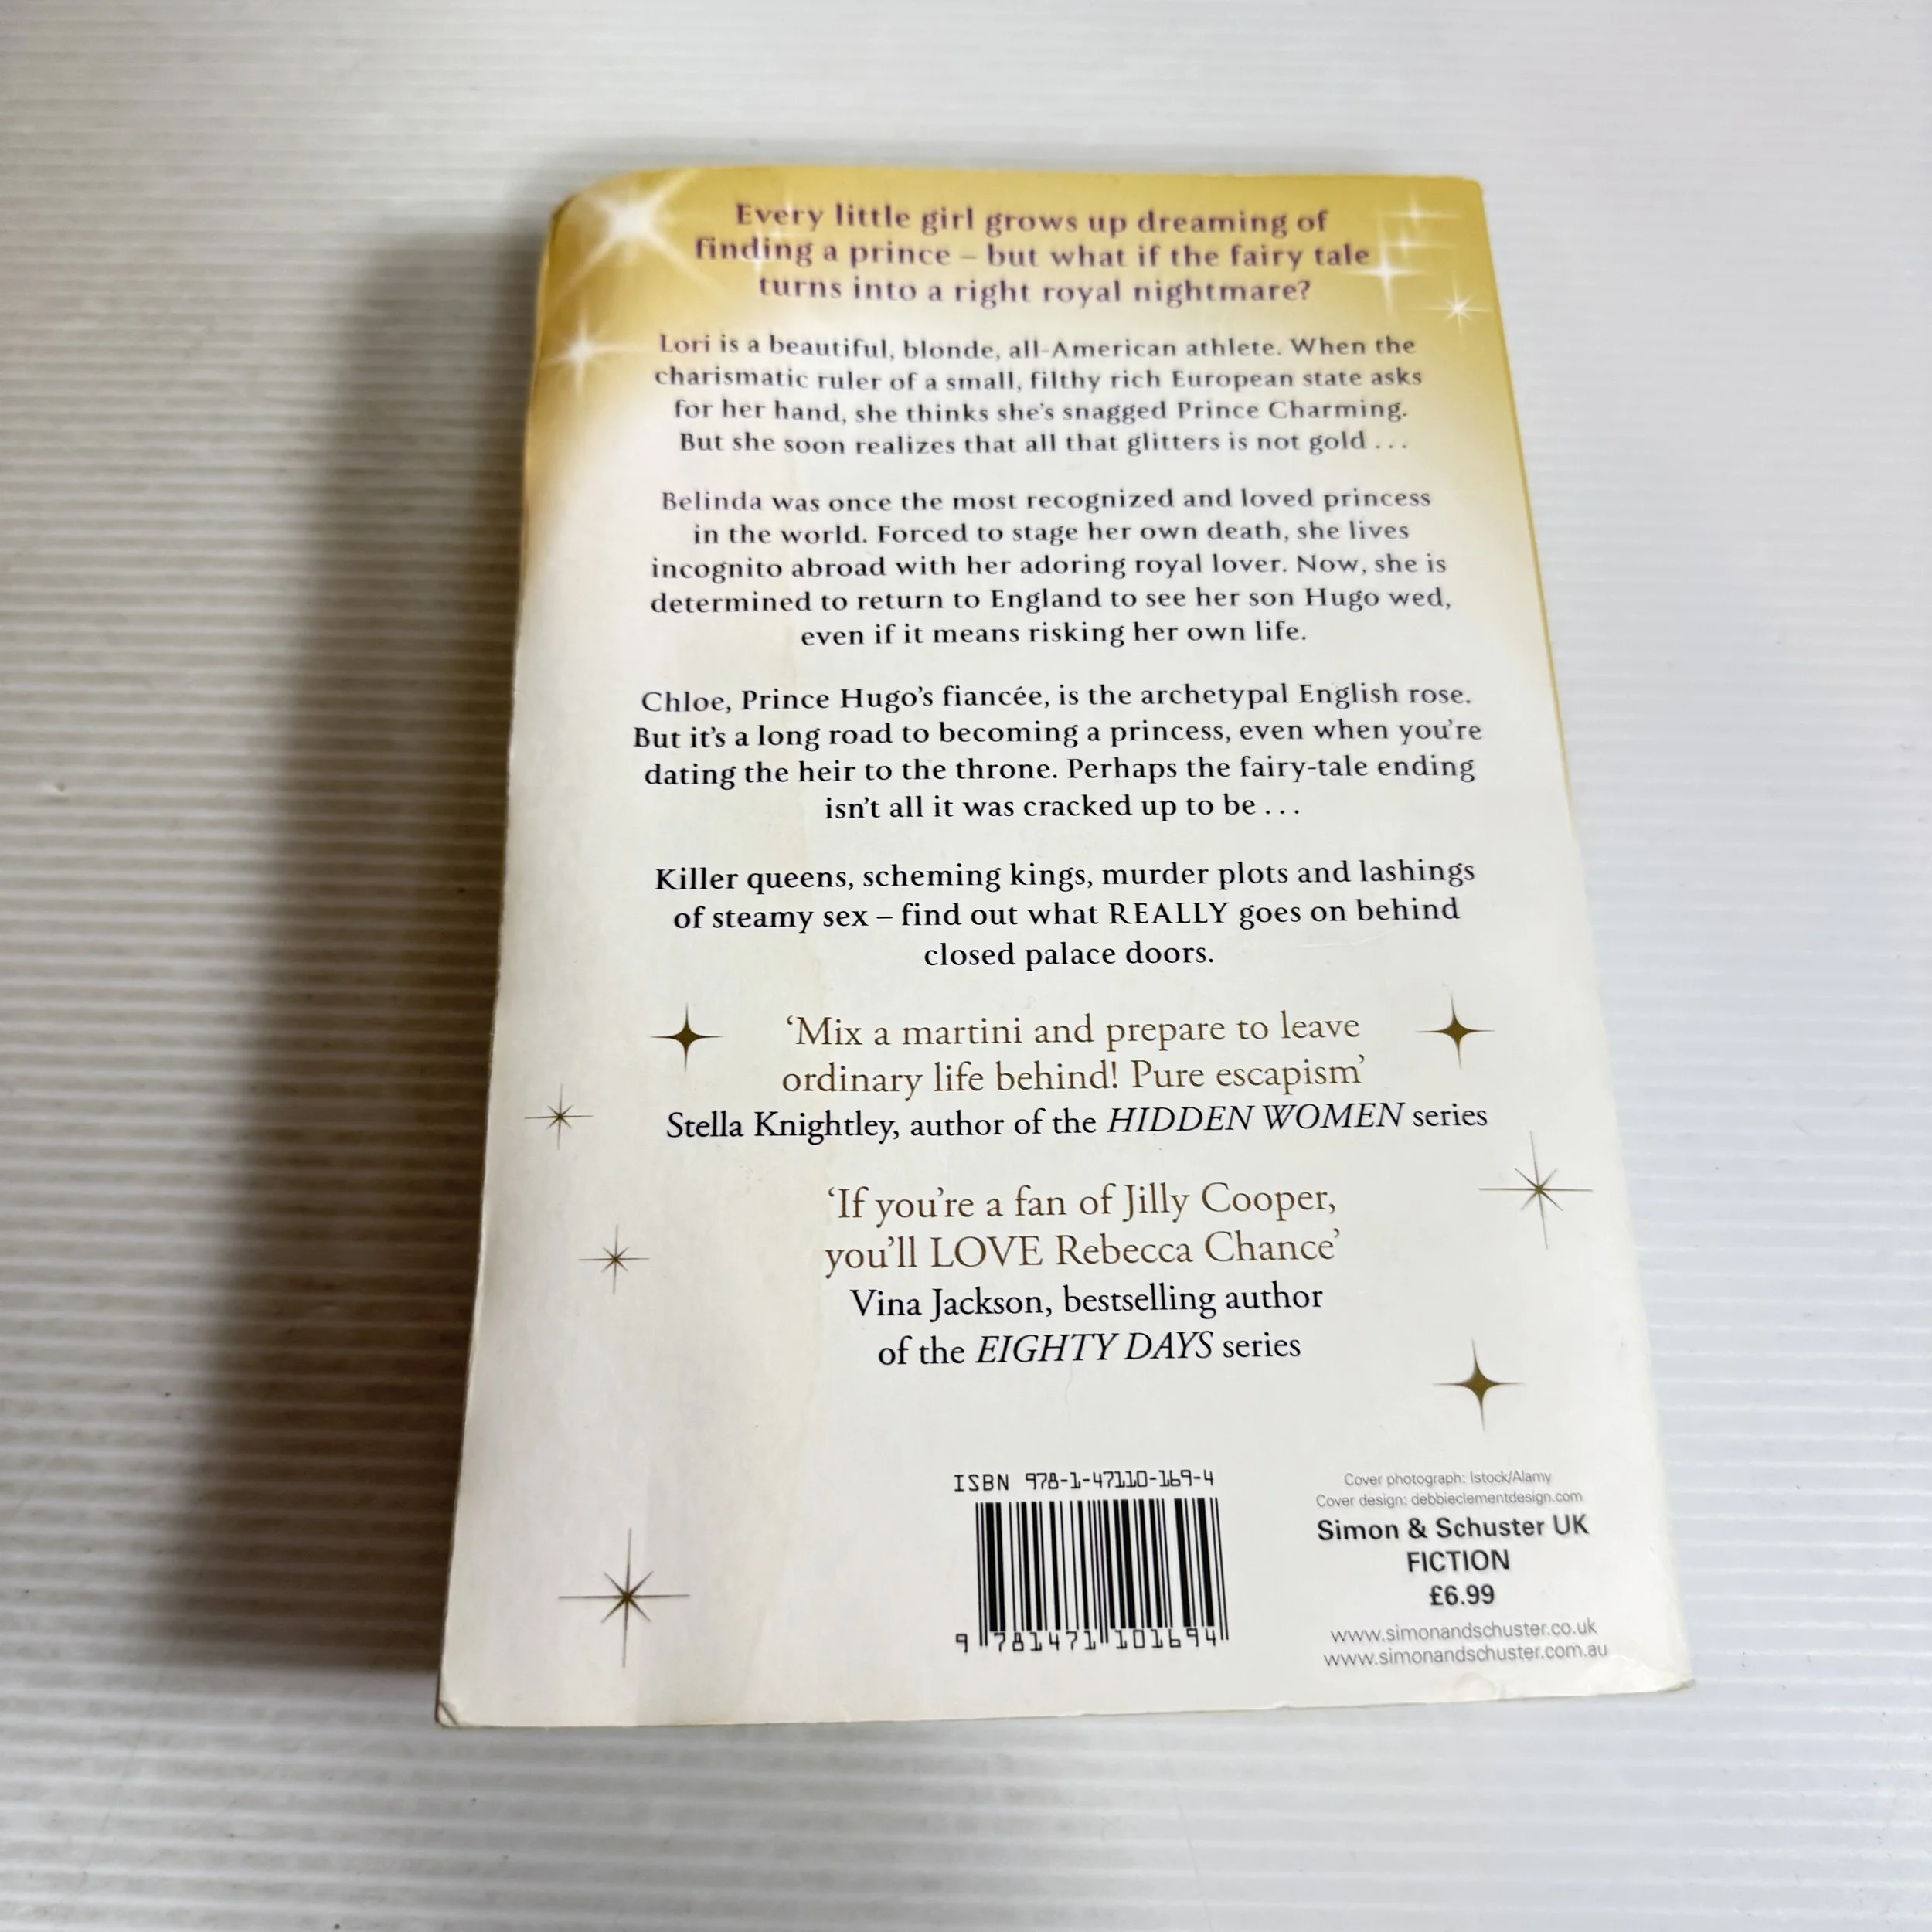 Every little girl grows up dreaming of
finding a prince – but what if the fairy tale
turns into a right royal nightmare?
Lori is a beautiful, blonde, all-American athlete. When the
charismatic ruler of a small, filthy rich European state asks
for her hand, she thinks she's snagged Prince Charming.
But she soon realizes that all that glitters is not gold ...
Belinda was once the most recognized and loved princess
in the world. Forced to stage her own death, she lives
incognito abroad with her adoring royal lover. Now, she is
determined to return to England to see her son Hugo wed,
even if it means risking her own life.
Chloe, Prince Hugo's fiancée, is the archetypal English rose.
But it's a long road to becoming a princess, even when you're
dating the heir to the throne. Perhaps the fairy-tale ending
isn't all it was cracked up to be ...
Killer queens, scheming kings, murder plots and lashings
of steamy sex – find out what REALLY goes on behind
closed palace doors.
‘Mix a martini and prepare to leave
ordinary life behind! Pure escapism’
Stella Knightley, author of the HIDDEN WOMEN series
‘If you're a fan of Jilly Cooper,
you'll LOVE Rebecca Chance’
Vina Jackson, bestselling author
of the EIGHTY DAYS series
ISBN 978-1-47110-169-4
9 781471 101694
Cover photograph: Istock/Alamy
Cover design: debbieclementdesign.com
Simon & Schuster UK
FICTION
£6.99
www.simonandschuster.co.uk
www.simonandschuster.com.au